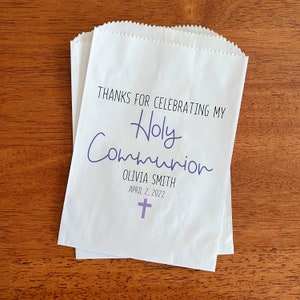 THANKS FOR CELEBRATING MY
Holy
Communion
OLIVIA SMITH
APRIL 2, 2022